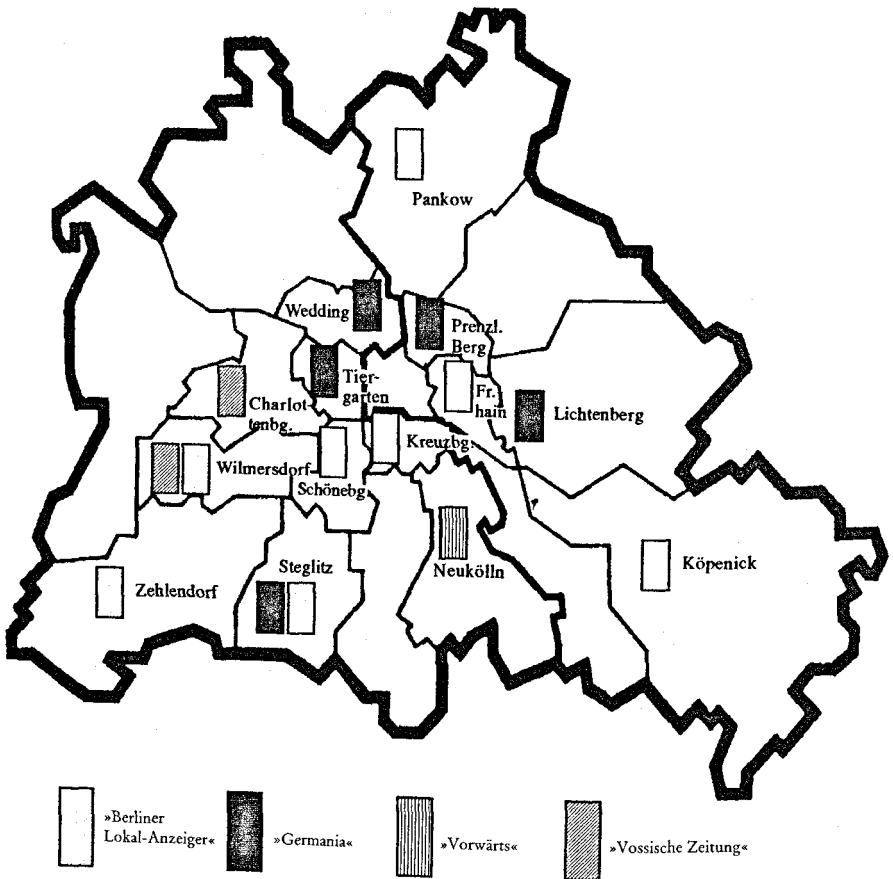 Pankow
Wedding
Prenzl.
Berg
Tier-
garten
Fr.
hain
Charlot-
tenbg.
Lichtenberg
Kreuzbg.
Wilmersdorf
Schönebg.
Steglitz
Neukölln
Köpenick
Zehlendorf
»Berliner
Lokal-Anzeiger«
»Germania«
»Vorwärts«
»Vossische Zeitung«